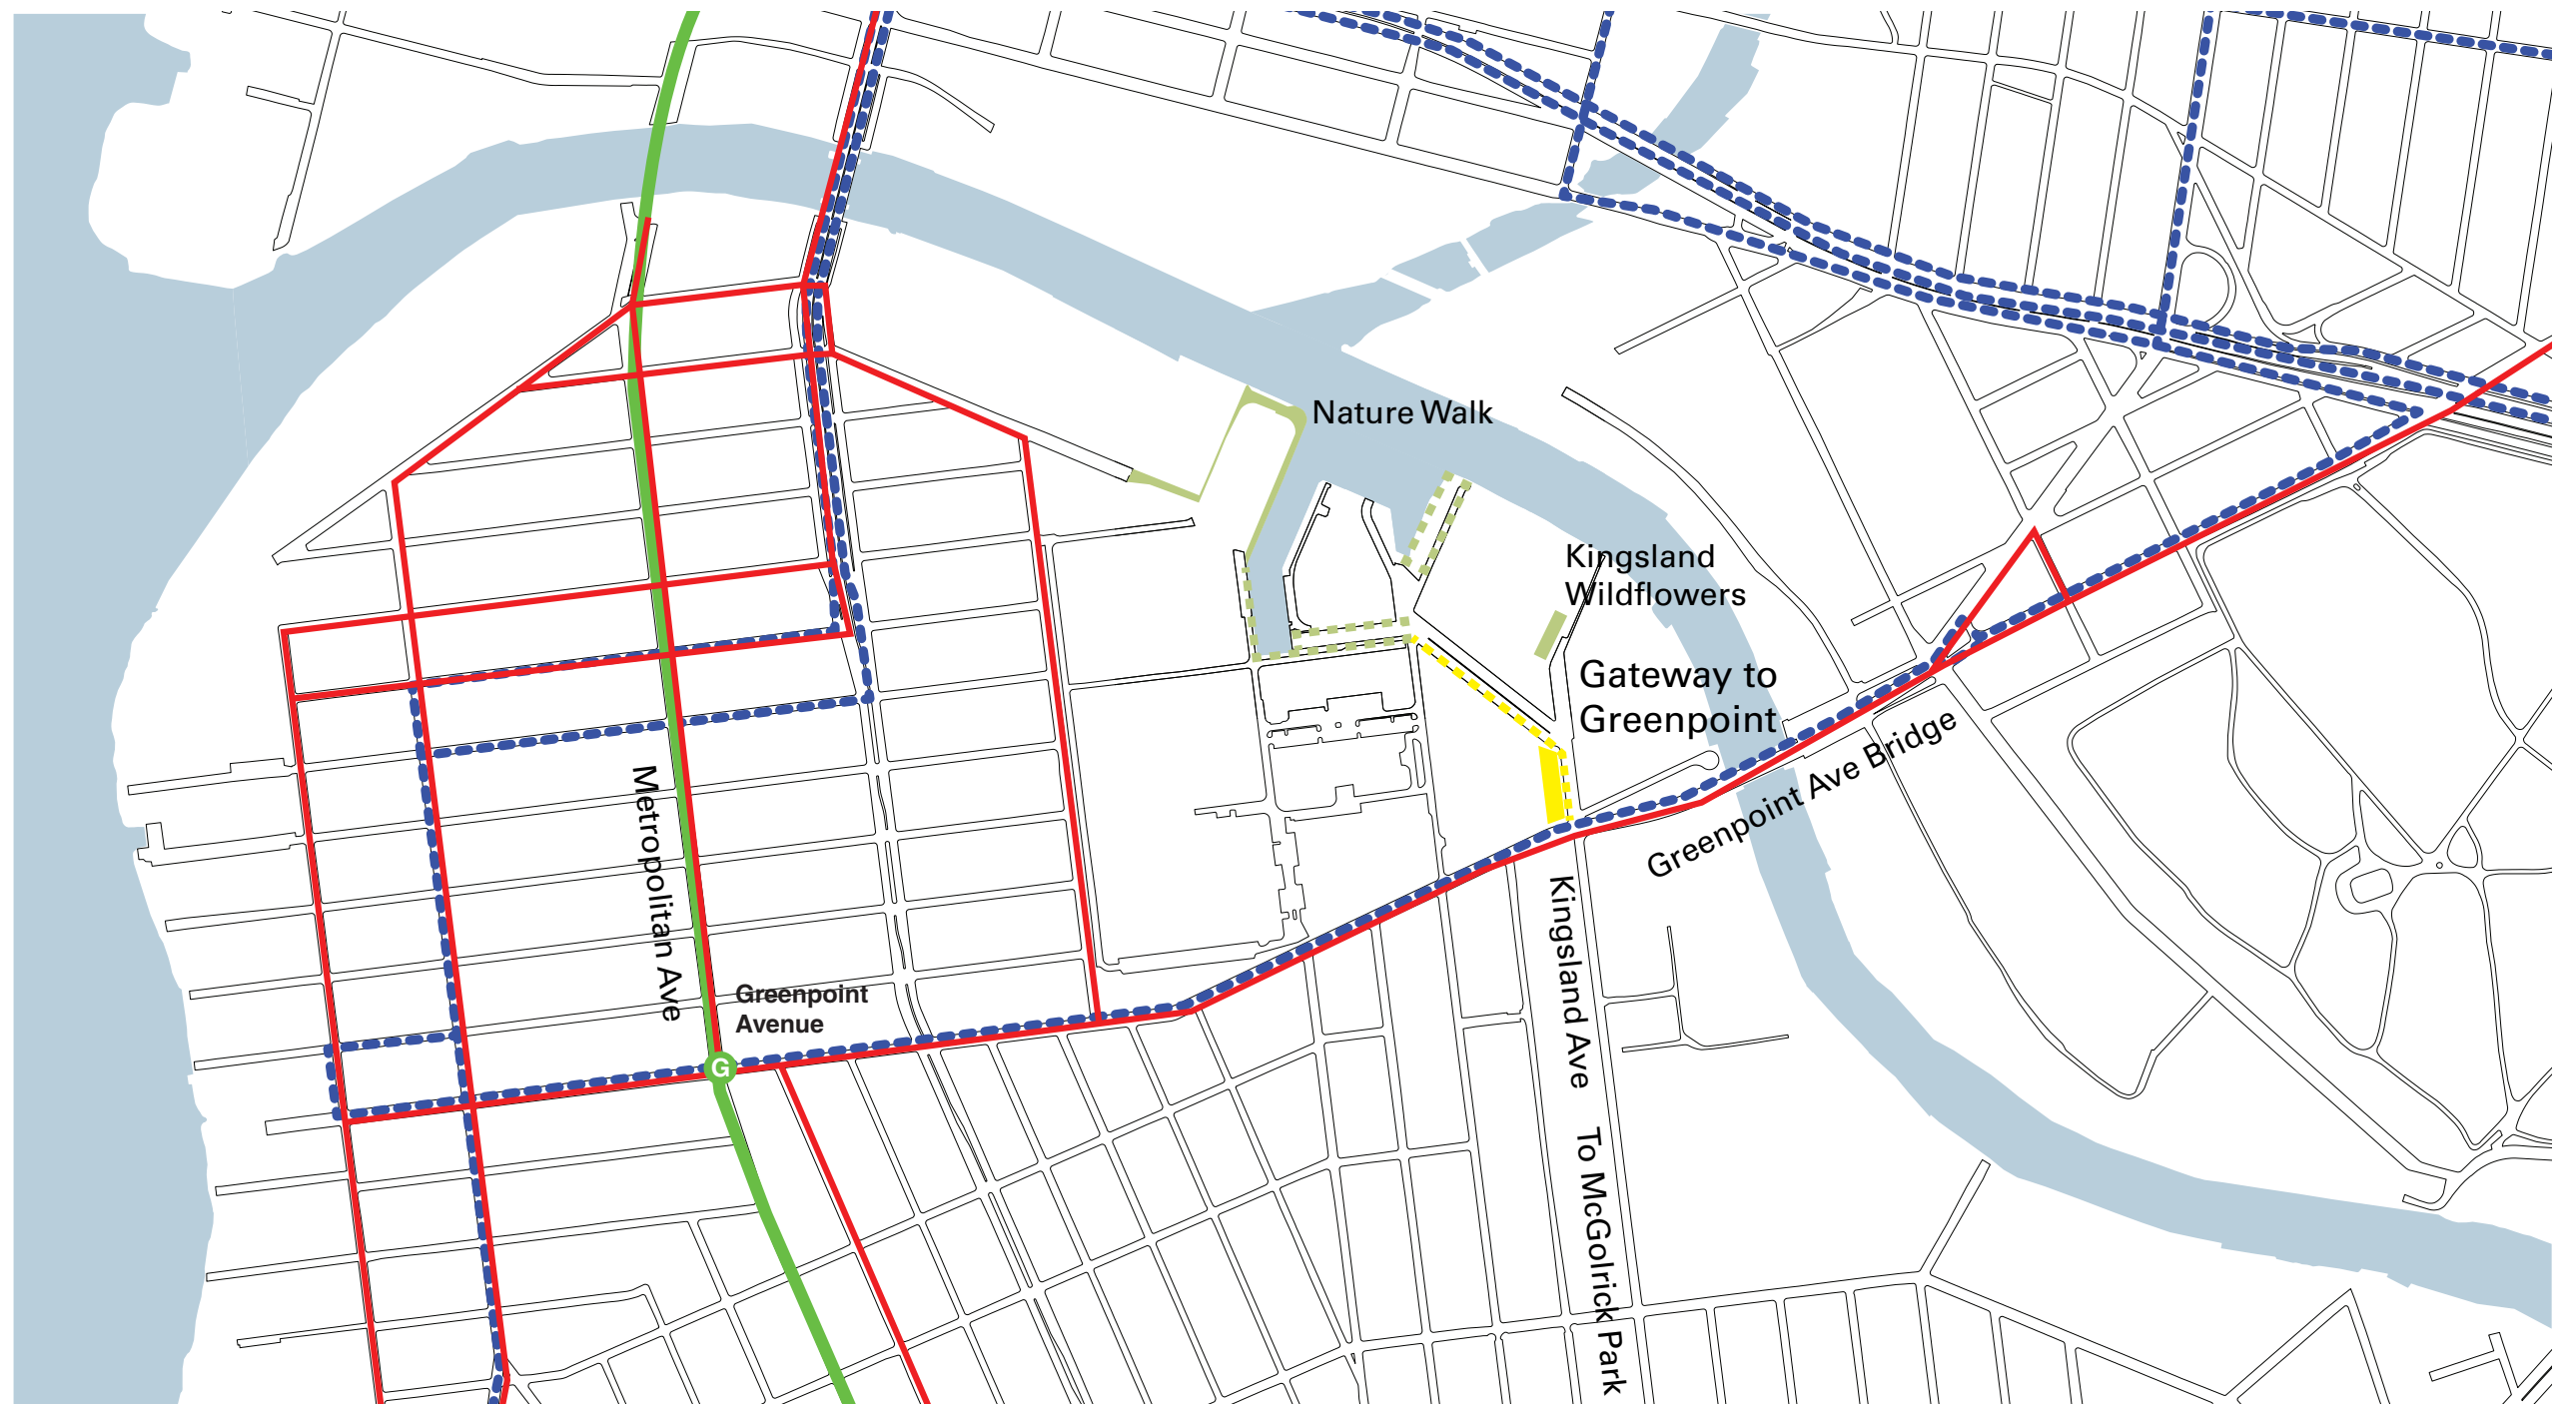 Nature Walk
Kingsland
Wildflowers
Gateway to
Greenpoint
Greenpoint Ave Bridge
Metropolitan Ave
Greenpoint
Avenue
G
Kingsland Ave
To McGolrick Park